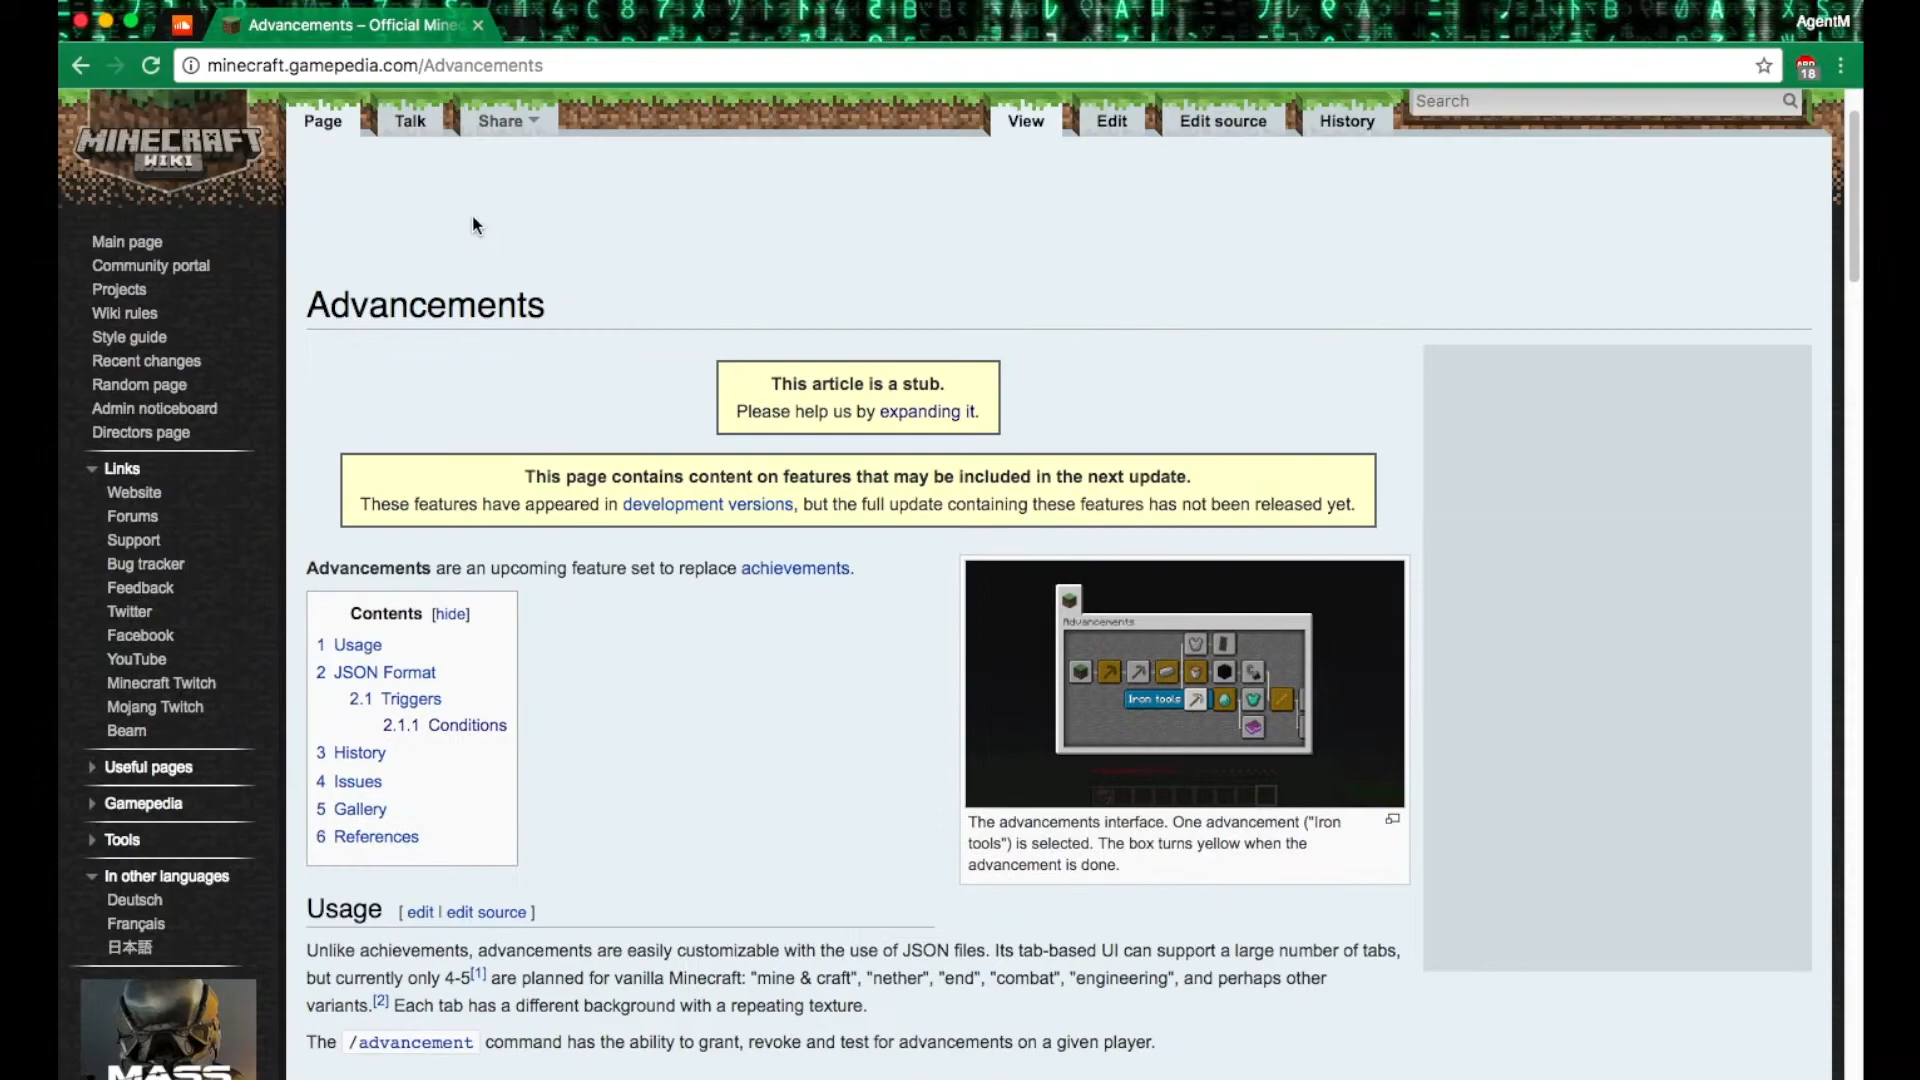 Advancements – Official Mine
AgentM
minecraft.gamepedia.com/Advancements
18
MINECRAFT
WIKI
Page
Talk
Share
View
Edit
Edit source
History
Search
Main page
Community portal
Projects
Wiki rules
Style guide
Recent changes
Random page
Admin noticeboard
Directors page
Links
Website
Forums
Support
Bug tracker
Feedback
Twitter
Facebook
YouTube
Minecraft Twitch
Mojang Twitch
Beam
Useful pages
Gamepedia
Tools
In other languages
Deutsch
Français
日本語
MASS
Advancements
This article is a stub.
Please help us by expanding it.
This page contains content on features that may be included in the next update.
These features have appeared in development versions, but the full update containing these features has not been released yet.
Advancements are an upcoming feature set to replace achievements.
Contents [hide]
1 Usage
2 JSON Format
2.1 Triggers
2.1.1 Conditions
3 History
4 Issues
5 Gallery
6 References
Advancements
Iron tools
The advancements interface. One advancement ("Iron
tools") is selected. The box turns yellow when the
advancement is done.
Usage [ edit | edit source ]
Unlike achievements, advancements are easily customizable with the use of JSON files. Its tab-based UI can support a large number of tabs,
but currently only 4-5[1] are planned for vanilla Minecraft: "mine & craft", "nether", "end", "combat", "engineering", and perhaps other
variants.[2] Each tab has a different background with a repeating texture.
The /advancement command has the ability to grant, revoke and test for advancements on a given player.